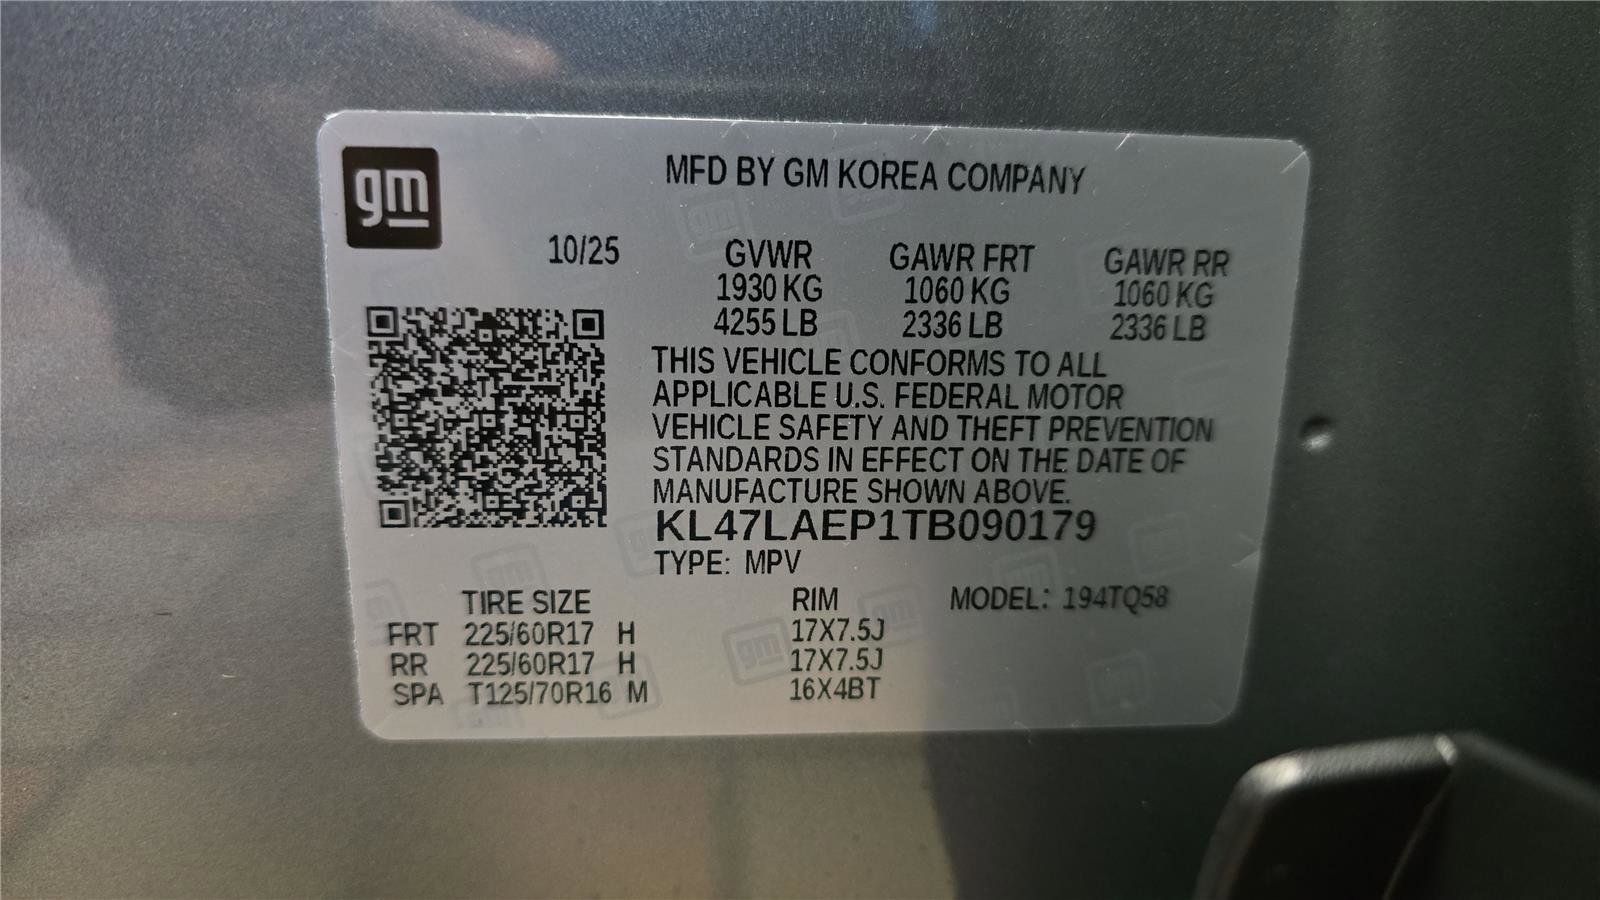 gm
MFD BY GM KOREA COMPANY
10/25 GVWR GAWR FRT GAWR RR
1930 KG 1060 KG 1060 KG
4255 LB 2336 LB 2336 LB
THIS VEHICLE CONFORMS TO ALL
APPLICABLE U.S. FEDERAL MOTOR
VEHICLE SAFETY AND THEFT PREVENTION
STANDARDS IN EFFECT ON THE DATE OF
MANUFACTURE SHOWN ABOVE.
KL47LAEP1TB090179
TYPE: MPV
TIRE SIZE RIM MODEL: 194TQ58
FRT 225/60R17 H 17X7.5J
RR 225/60R17 H 17X7.5J
SPA T125/70R16 M 16X4BT